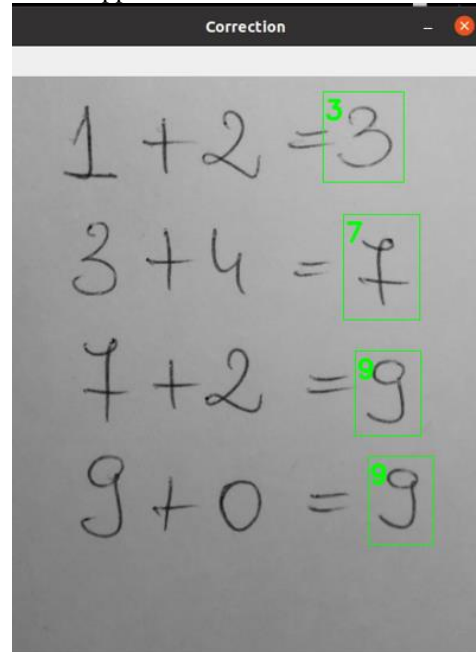 Correction
1 + 2 = 3 3
3 + 4 = 7 7
7 + 2 = 9 9
9 + 0 = 9 9